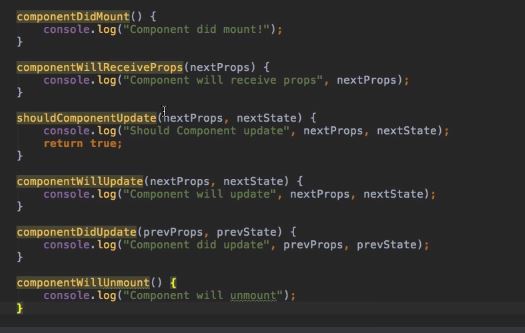 componentDidMount() {
    console.log("Component did mount!");
}
componentWillReceiveProps(nextProps) {
    console.log("Component will receive props", nextProps);
}
shouldComponentUpdate(nextProps, nextState) {
    console.log("Should Component update", nextProps, nextState);
    return true;
}
componentWillUpdate(nextProps, nextState) {
    console.log("Component will update", nextProps, nextState);
}
componentDidUpdate(prevProps, prevState) {
    console.log("Component did update", prevProps, prevState);
}
componentWillUnmount() {
    console.log("Component will unmount");
}